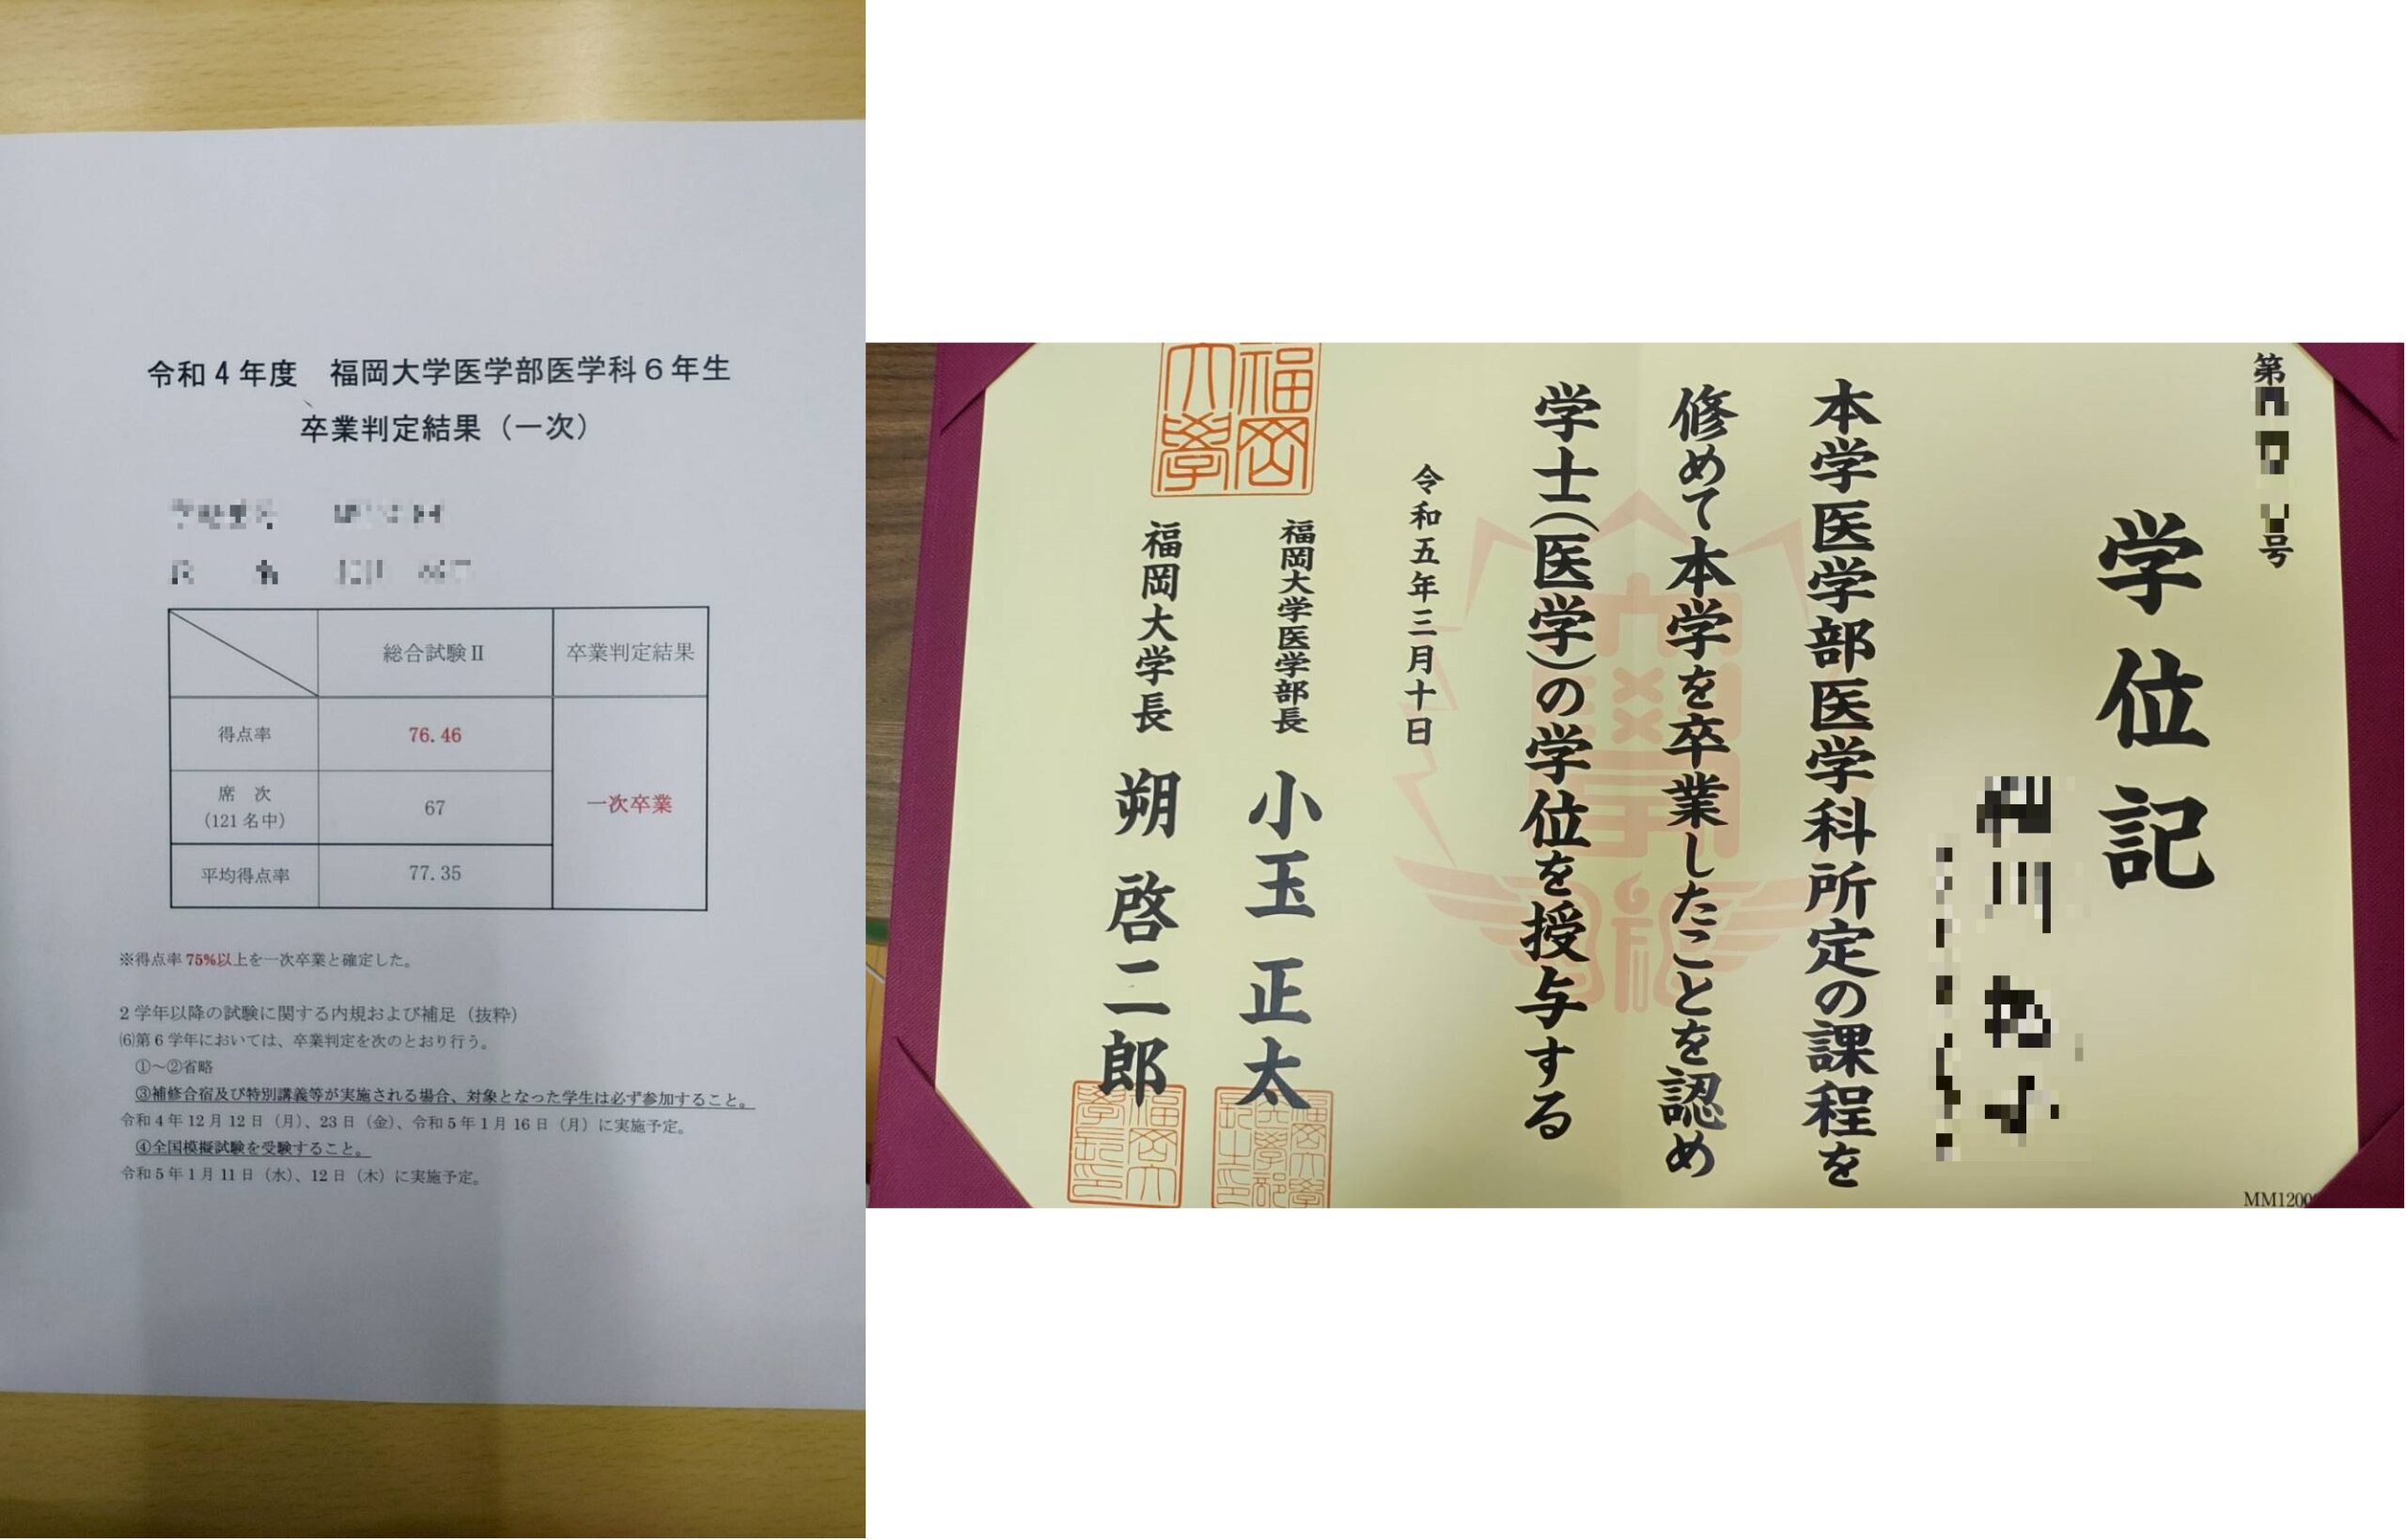 令和4年度　福岡大学医学部医学科6年生
卒業判定結果（一次）
総合試験Ⅱ　卒業判定結果
得点率　76.46
席　次
（121名中）　67
一次卒業
平均得点率　77.35
※得点率75%以上を一次卒業と確定した。
2学年以降の試験に関する内規および補足（抜粋）
⑹第6学年においては、卒業判定を次のとおり行う。
①～②省略
③補修合宿及び特別講義等が実施される場合、対象となった学生は必ず参加すること。
令和4年12月12日（月）、23日（金）、令和5年1月16日（月）に実施予定。
④全国模擬試験を受験すること。
令和5年1月11日（水）、12日（木）に実施予定。
第
号
学位記
本学医学部医学科所定の課程を
修めて本学を卒業したことを認め
学士（医学）の学位を授与する
令和五年三月十日
福岡大学医学部長　小玉正太
福岡大学長　朔啓二郎
福岡大學
MM1200